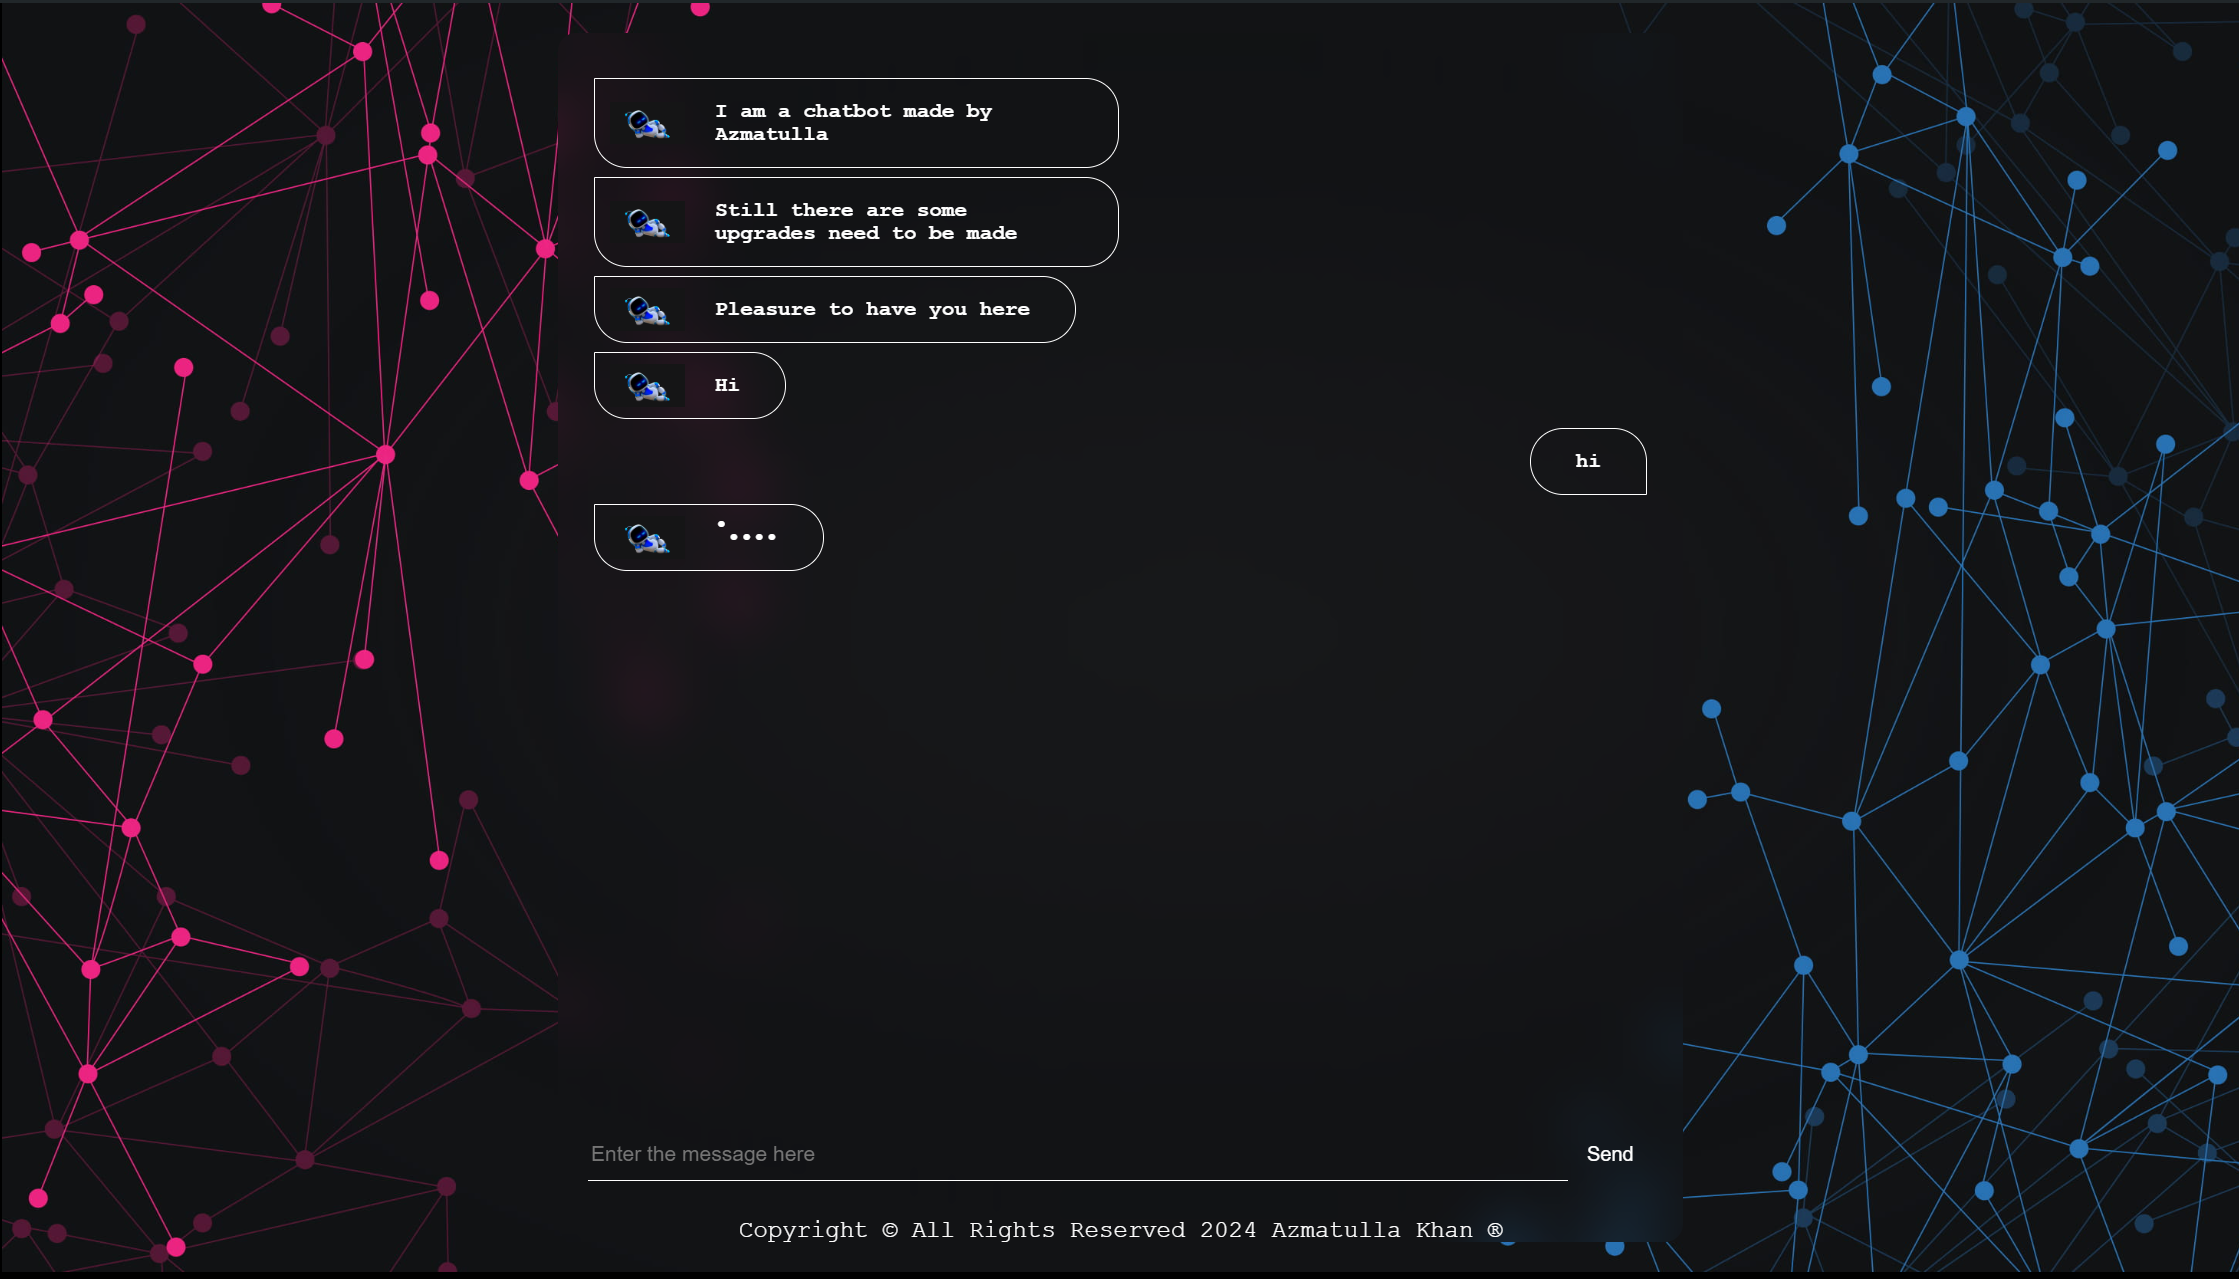 I am a chatbot made by
Azmatulla
Still there are some
upgrades need to be made
Pleasure to have you here
Hi
hi
Enter the message here
Send
Copyright © All Rights Reserved 2024 Azmatulla Khan ®